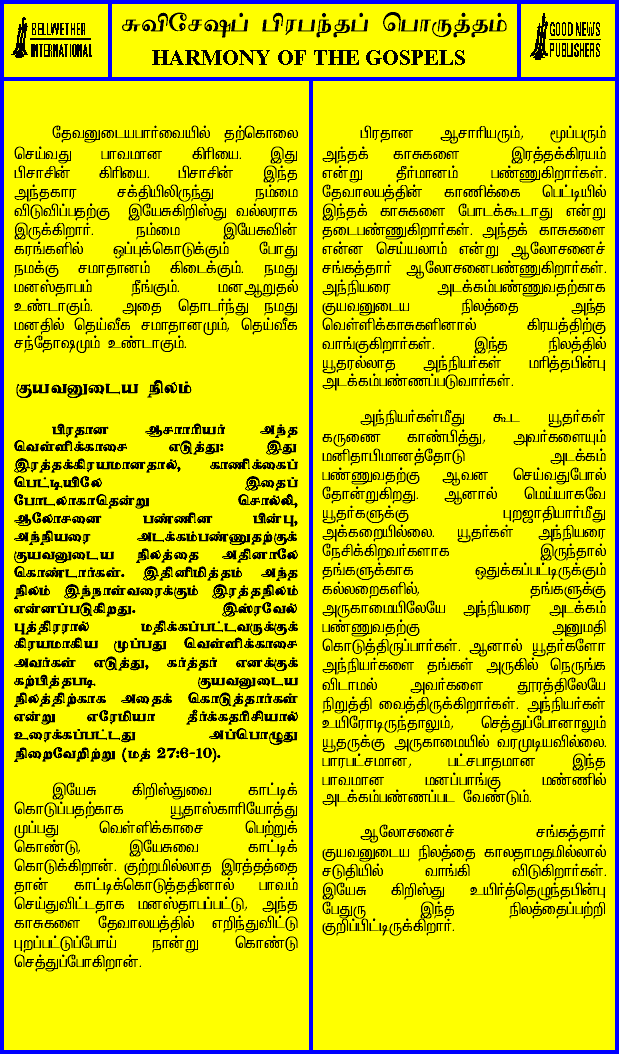 BELLWETHER
INTERNATIONAL
சுவிசேஷப் பிரபந்தப் பொருத்தம்
HARMONY OF THE GOSPELS
GOOD NEWS
PUBLISHERS
தேவனுடையபார்வையில் தற்கொலை
செய்வது பாவமான கிரியை. இது
பிசாசின் கிரியை. பிசாசின் இந்த
அந்தகார சக்தியிலிருந்து நம்மை
விடுவிப்பதற்கு இயேசுகிறிஸ்து வல்லராக
இருக்கிறார். நம்மை இயேசுவின்
கரங்களில் ஒப்புக்கொடுக்கும் போது
நமக்கு சமாதானம் கிடைக்கும். நமது
மனஸ்தாபம் நீங்கும். மனஆறுதல்
உண்டாகும். அதை தொடர்ந்து நமது
மனதில் தெய்வீக சமாதானமும், தெய்வீக
சந்தோஷமும் உண்டாகும்.
குயவனுடைய நிலம்
பிரதான ஆசாாரியர் அந்த
வெள்ளிக்காசை எடுத்து: இது
இரத்தக்கிரயமானதால், காணிக்கைப்
பெட்டியிலே இதைப்
போடலாகாதென்று சொல்லி,
ஆலோசனை பண்ணின பின்பு,
அந்நியரை அடக்கம்பண்ணுதற்குக்
குயவனுடைய நிலத்தை அதினாலே
கொண்டார்கள். இதினிமித்தம் அந்த
நிலம் இந்நாள்வரைக்கும் இரத்தநிலம்
என்னப்படுகிறது. இஸ்ரவேல்
புத்திரரால் மதிக்கப்பட்டவருக்குக்
கிரயமாகிய முப்பது வெள்ளிக்காசை
அவர்கள் எடுத்து, கர்த்தர் எனக்குக்
கற்பித்தபடி குயவனுடைய
நிலத்திற்காக அதைக் கொடுத்தார்கள்
என்று எரேமியா தீர்க்கதரிசியால்
உரைக்கப்பட்டது அப்பொழுது
நிறைவேறிற்று (மத் 27:6-10).
இயேசு கிறிஸ்துவை காட்டிக்
கொடுப்பதற்காக யூதாஸ்காரியோத்து
முப்பது வெள்ளிக்காசை பெற்றுக்
கொண்டு, இயேசுவை காட்டிக்
கொடுக்கிறான். குற்றமில்லாத இரத்தத்தை
தான் காட்டிக்கொடுத்ததினால் பாவம்
செய்துவிட்டதாக மனஸ்தாபப்பட்டு, அந்த
காசுகளை தேவாலயத்தில் எறிந்துவிட்டு
புறப்பட்டுப்போய் நான்று கொண்டு
செத்துப்போகிறான்.
பிரதான ஆசாரியரும், மூப்பரும்
அந்தக் காசுகளை இரத்தக்கிரயம்
என்று தீர்மானம் பண்ணுகிறார்கள்.
தேவாலயத்தின் காணிக்கை பெட்டியில்
இந்தக் காசுகளை போடக்கூடாது என்று
தடைபண்ணுகிறார்கள். அந்தக் காசுகளை
என்ன செய்யலாம் என்று ஆலோசனைச்
சங்கத்தார் ஆலோசனைபண்ணுகிறார்கள்.
அந்நியரை அடக்கம்பண்ணுவதற்காக
குயவனுடைய நிலத்தை அந்த
வெள்ளிக்காசுகளினால் கிரயத்திற்கு
வாங்குகிறார்கள். இந்த நிலத்தில்
யூதரல்லாத அந்நியர்கள் மரித்தபின்பு
அடக்கம்பண்ணப்படுவார்கள்.
அந்நியர்கள்மீது கூட யூதர்கள்
கருணை காண்பித்து, அவர்களையும்
மனிதாபிமானத்தோடு அடக்கம்
பண்ணுவதற்கு ஆவன செய்வதுபோல்
தோன்றுகிறது. ஆனால் மெய்யாகவே
யூதர்களுக்கு புறஜாதியார்மீது
அக்கறையில்லை. யூதர்கள் அந்நியரை
நேசிக்கிறவர்களாக இருந்தால்
தங்களுக்காக ஒதுக்கப்பட்டிருக்கும்
கல்லறைகளில், தங்களுக்கு
அருகாமையிலேயே அந்நியரை அடக்கம்
பண்ணுவதற்கு அனுமதி
கொடுத்திருப்பார்கள். ஆனால் யூதர்களோ
அந்நியர்களை தங்கள் அருகில் நெருங்க
விடாமல் அவர்களை தூரத்திலேயே
நிறுத்தி வைத்திருக்கிறார்கள். அந்நியர்கள்
உயிரோடிருந்தாலும், செத்துப்போனாலும்
யூதருக்கு அருகாமையில் வரமுடியவில்லை.
பாரபட்சமான, பட்சபாதமான இந்த
பாவமான மனப்பாங்கு மண்ணில்
அடக்கம்பண்ணப்பட வேண்டும்.
ஆலோசனைச் சங்கத்தார்
குயவனுடைய நிலத்தை காலதாமதமில்லால்
சடுதியில் வாங்கி விடுகிறார்கள்.
இயேசு கிறிஸ்து உயிர்த்தெழுந்தபின்பு
பேதுரு இந்த நிலத்தைப்பற்றி
குறிப்பிட்டிருக்கிறார்.